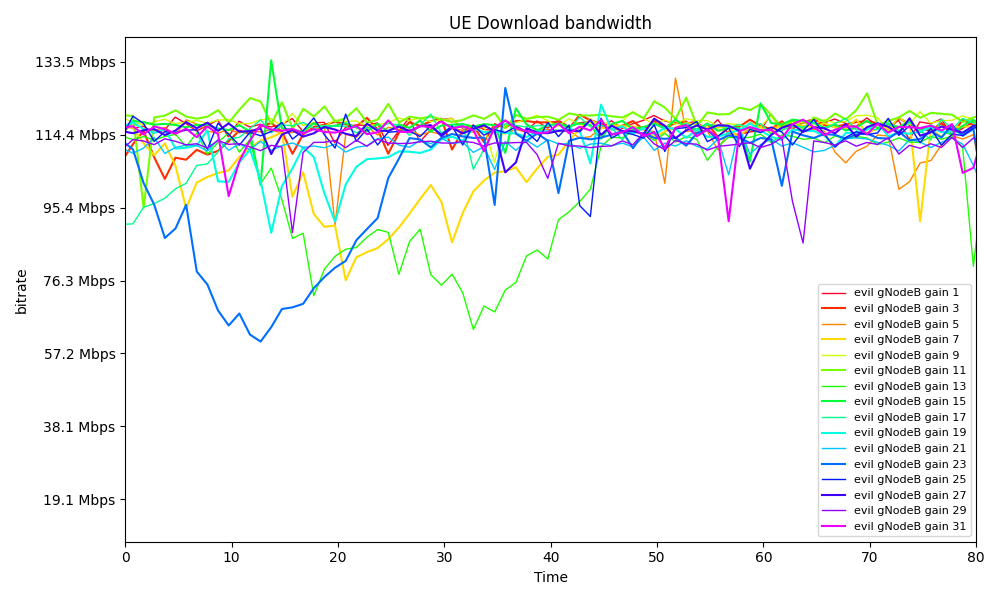 UE Download bandwidth
133.5 Mbps
114.4 Mbps
95.4 Mbps
76.3 Mbps
57.2 Mbps
38.1 Mbps
19.1 Mbps
bitrate
evil gNodeB gain 1
evil gNodeB gain 3
evil gNodeB gain 5
evil gNodeB gain 7
evil gNodeB gain 9
evil gNodeB gain 11
evil gNodeB gain 13
evil gNodeB gain 15
evil gNodeB gain 17
evil gNodeB gain 19
evil gNodeB gain 21
evil gNodeB gain 23
evil gNodeB gain 25
evil gNodeB gain 27
evil gNodeB gain 29
evil gNodeB gain 31
0 10 20 30 40 50 60 70 80
Time